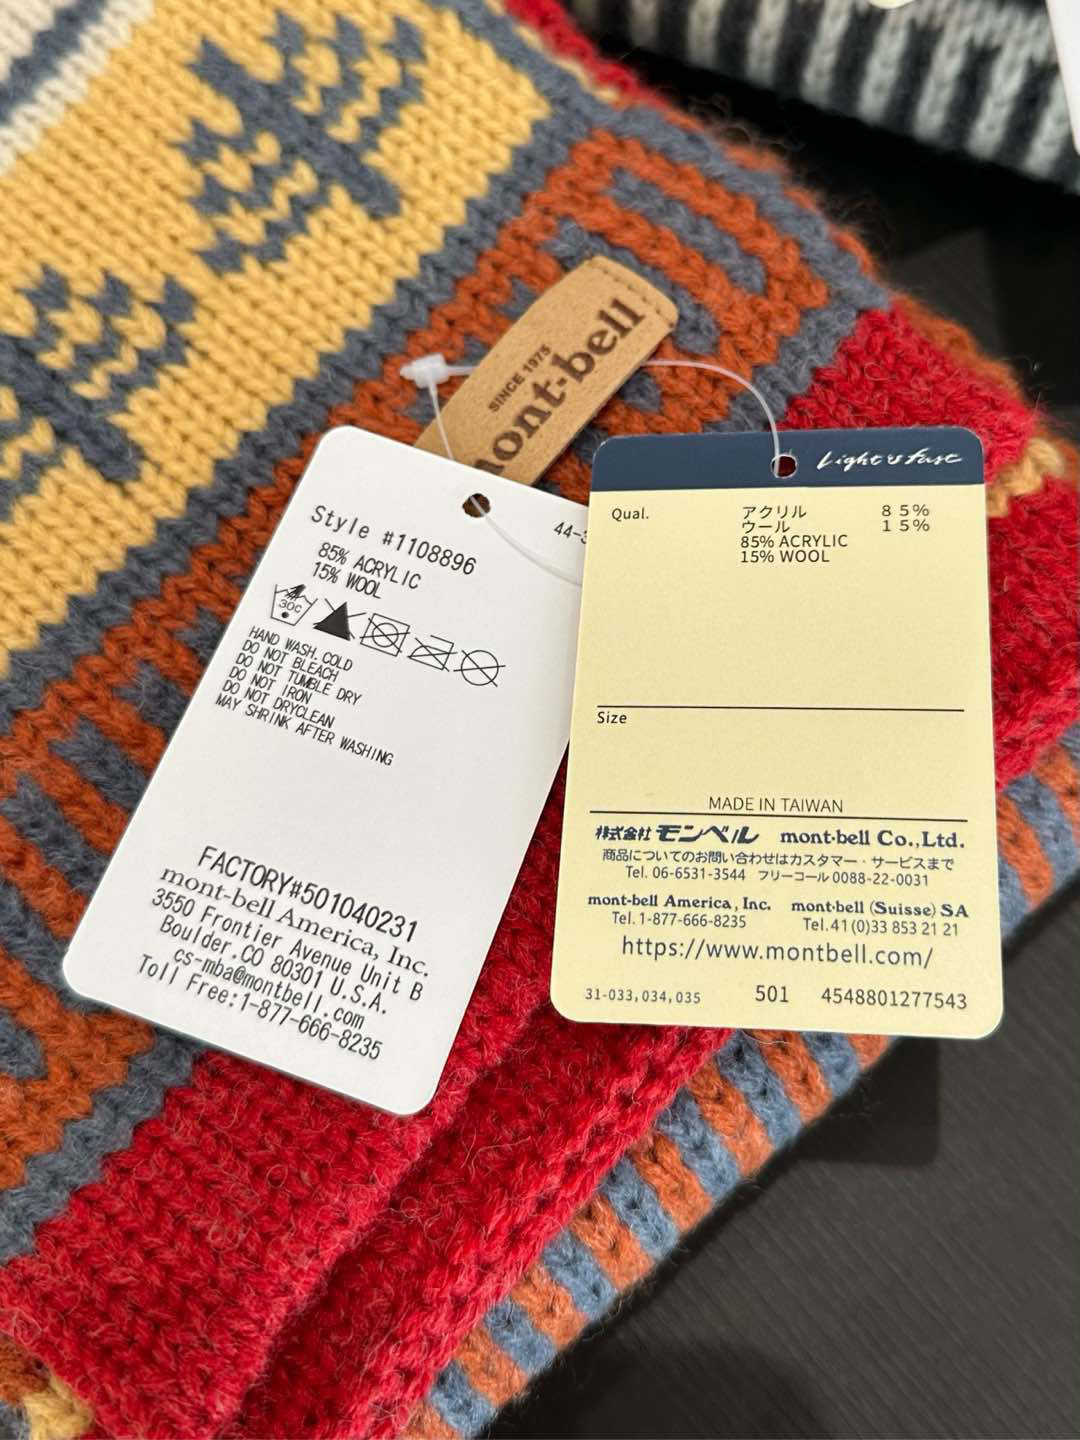 SINCE 1975
mont-bell
Style #1108896
85% ACRYLIC
15% WOOL
30C
HAND WASH.COLD
DO NOT BLEACH
DO NOT TUMBLE DRY
DO NOT IRON
DO NOT DRYCLEAN
MAY SHRINK AFTER WASHING
FACTORY#501040231
mont-bell America, Inc.
3550 Frontier Avenue Unit B
Boulder.CO 80301 U.S.A.
cs-mba@montbell.com
Toll Free:1-877-666-8235
Light & Fast
Qual. アクリル 85%
ウール 15%
85% ACRYLIC
15% WOOL
Size
MADE IN TAIWAN
株式会社 モンベル mont-bell Co.,Ltd.
商品についてのお問い合わせはカスタマー・サービスまで
Tel. 06-6531-3544 フリーコール 0088-22-0031
mont-bell America, Inc. mont-bell (Suisse) SA
Tel. 1-877-666-8235 Tel. 41 (0)33 853 21 21
https://www.montbell.com/
31-033,034,035 501 4548801277543